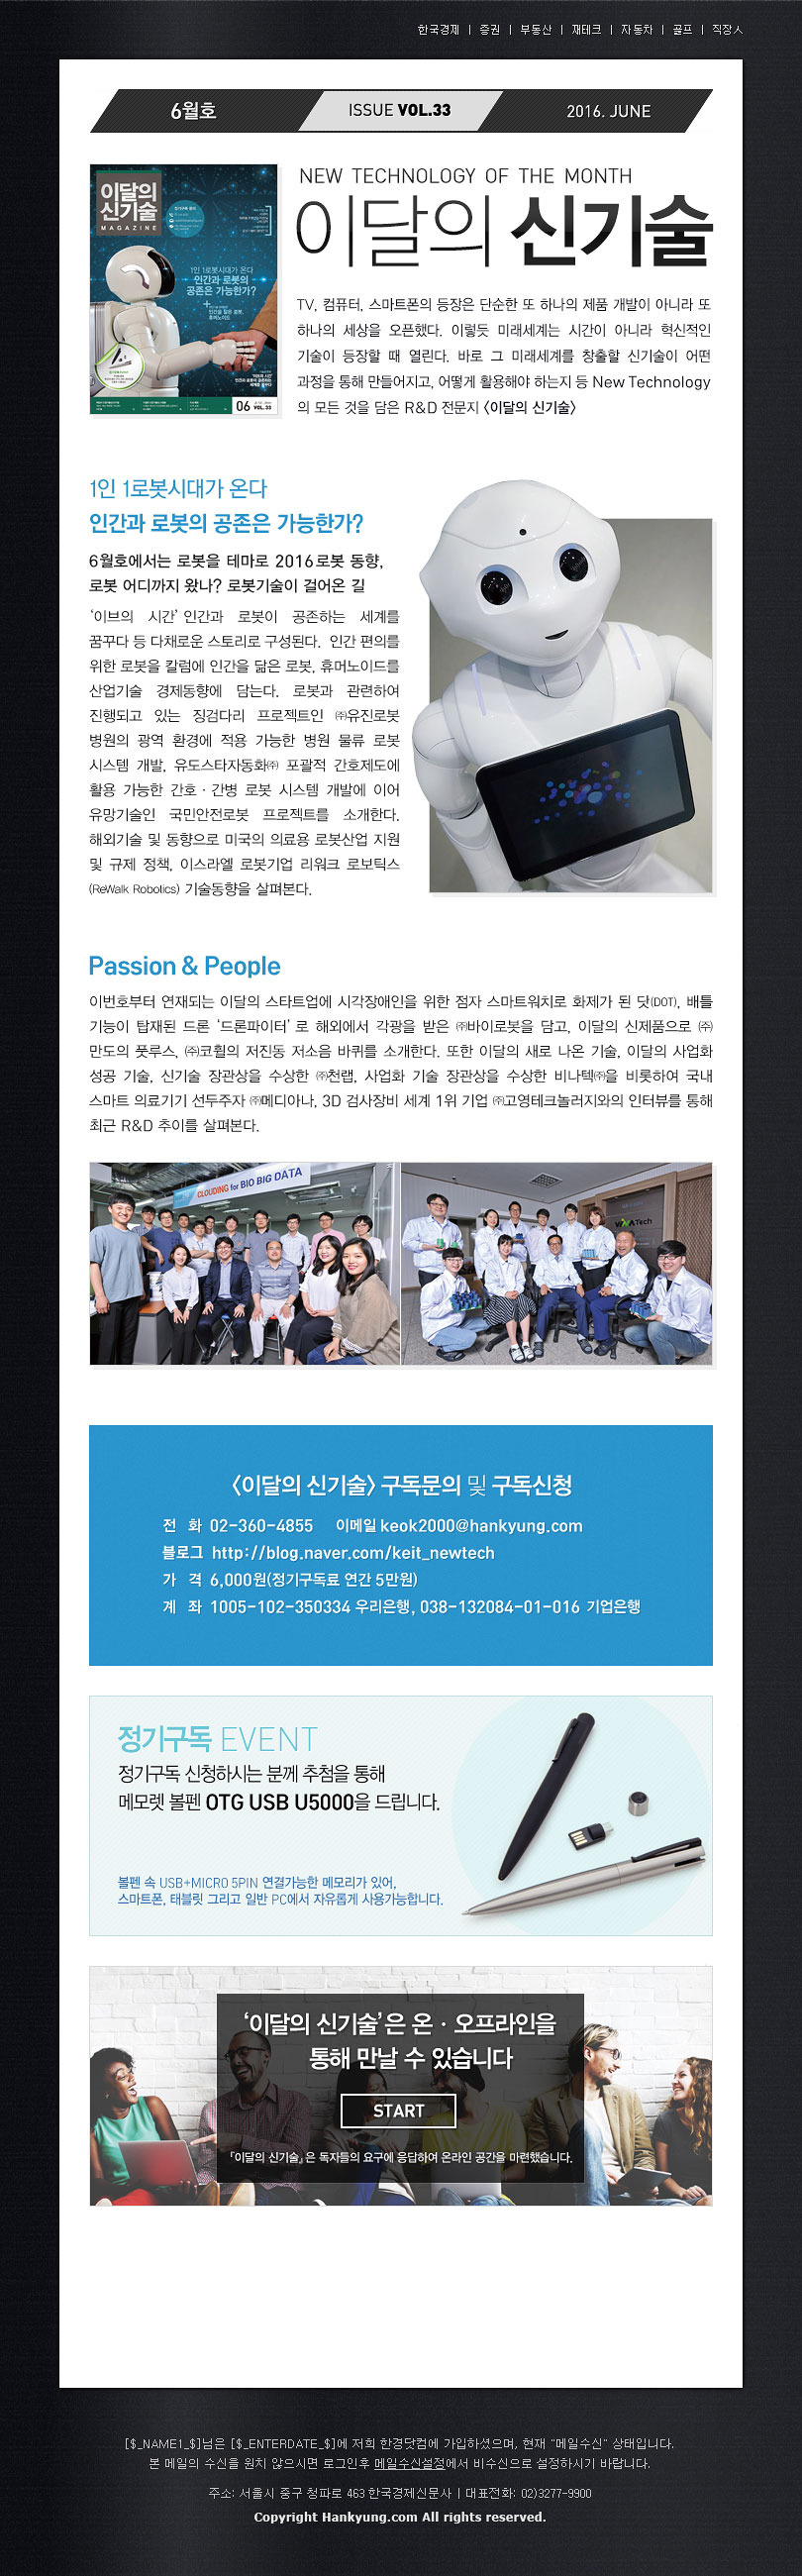 한국경제 | 증권 | 부동산 | 재테크 | 자동차 | 골프 | 직장人
6월호
ISSUE VOL.33
2016. JUNE
이달의
신기술
MAGAZINE
1인 1로봇시대가 온다
인간과 로봇의
공존은 가능한가?
06 VOL.33
NEW TECHNOLOGY OF THE MONTH
이달의 신기술
TV, 컴퓨터, 스마트폰의 등장은 단순한 또 하나의 제품 개발이 아니라 또
하나의 세상을 오픈했다. 이렇듯 미래세계는 시간이 아니라 혁신적인
기술이 등장할 때 열린다. 바로 그 미래세계를 창출할 신기술이 어떤
과정을 통해 만들어지고, 어떻게 활용해야 하는지 등 New Technology
의 모든 것을 담은 R&D 전문지 〈이달의 신기술〉
1인 1로봇시대가 온다
인간과 로봇의 공존은 가능한가?
6월호에서는 로봇을 테마로 2016로봇 동향,
로봇 어디까지 왔나? 로봇기술이 걸어온 길
‘이브의 시간’ 인간과 로봇이 공존하는 세계를
꿈꾸다 등 다채로운 스토리로 구성된다. 인간 편의를
위한 로봇을 칼럼에 인간을 닮은 로봇, 휴머노이드를
산업기술 경제동향에 담는다. 로봇과 관련하여
진행되고 있는 징검다리 프로젝트인 ㈜유진로봇
병원의 광역 환경에 적용 가능한 병원 물류 로봇
시스템 개발, 유도스타자동화㈜ 포괄적 간호제도에
활용 가능한 간호 · 간병 로봇 시스템 개발에 이어
유망기술인 국민안전로봇 프로젝트를 소개한다.
해외기술 및 동향으로 미국의 의료용 로봇산업 지원
및 규제 정책, 이스라엘 로봇기업 리워크 로보틱스
(ReWalk Robotics) 기술동향을 살펴본다.
Passion & People
이번호부터 연재되는 이달의 스타트업에 시각장애인을 위한 점자 스마트워치로 화제가 된 닷(DOT), 배틀
기능이 탑재된 드론 ‘드론파이터’ 로 해외에서 각광을 받은 ㈜바이로봇을 담고, 이달의 신제품으로 ㈜
만도의 풋루스, ㈜코휠의 저진동 저소음 바퀴를 소개한다. 또한 이달의 새로 나온 기술, 이달의 사업화
성공 기술, 신기술 장관상을 수상한 ㈜천랩, 사업화 기술 장관상을 수상한 비나텍㈜을 비롯하여 국내
스마트 의료기기 선두주자 ㈜메디아나, 3D 검사장비 세계 1위 기업 ㈜고영테크놀러지와의 인터뷰를 통해
최근 R&D 추이를 살펴본다.
CLOUDING for BIO BIG DATA
VINATech
〈이달의 신기술〉 구독문의 및 구독신청
전 화 02-360-4855 이메일 keok2000@hankyung.com
블로그 http://blog.naver.com/keit_newtech
가 격 6,000원(정기구독료 연간 5만원)
계 좌 1005-102-350334 우리은행, 038-132084-01-016 기업은행
정기구독 EVENT
정기구독 신청하시는 분께 추첨을 통해
메모렛 볼펜 OTG USB U5000을 드립니다.
볼펜 속 USB+MICRO 5PIN 연결가능한 메모리가 있어,
스마트폰, 태블릿 그리고 일반 PC에서 자유롭게 사용가능합니다.
‘이달의 신기술’은 온 · 오프라인을
통해 만날 수 있습니다
START
『이달의 신기술』은 독자들의 요구에 응답하여 온라인 공간을 마련했습니다.
[$_NAME1_$]님은 [$_ENTERDATE_$]에 저희 한경닷컴에 가입하셨으며, 현재 "메일수신" 상태입니다.
본 메일의 수신을 원치 않으시면 로그인후 메일수신설정에서 비수신으로 설정하시기 바랍니다.
주소: 서울시 중구 청파로 463 한국경제신문사 | 대표전화: 02)3277-9900
Copyright Hankyung.com All rights reserved.